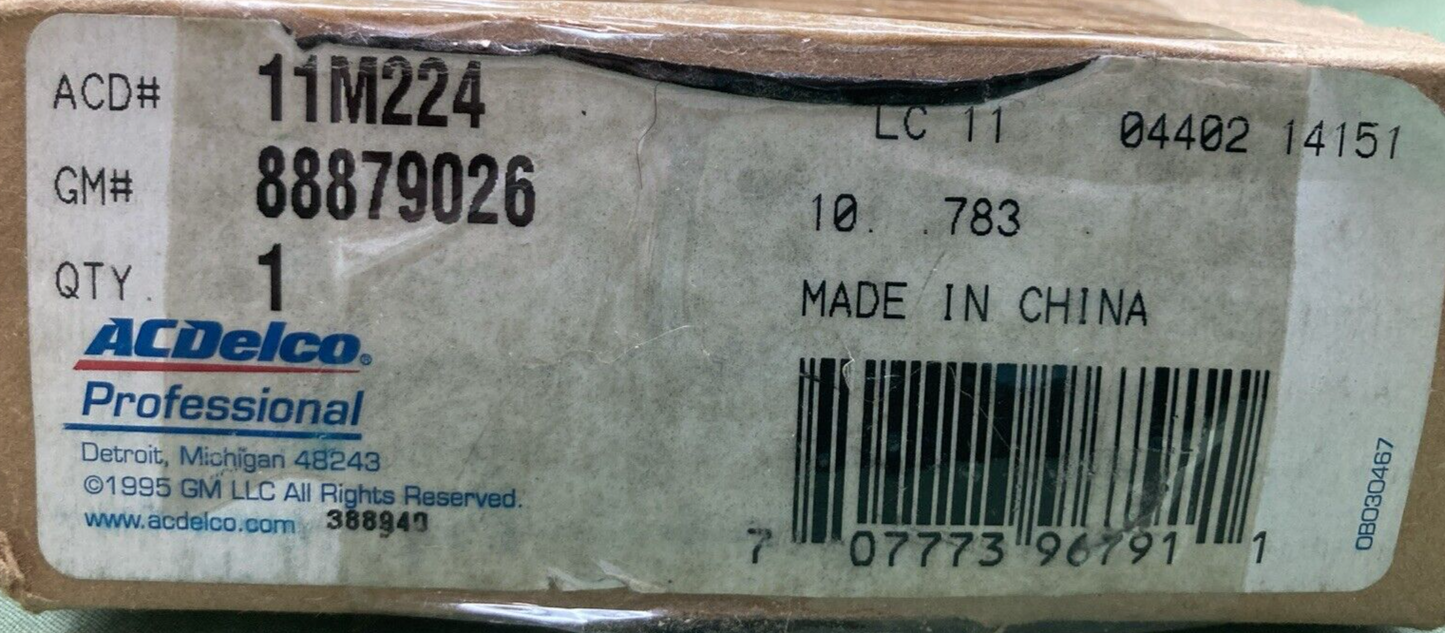 ACD# 11M224
LC 11 04402 14151
GM# 88879026
10. .783
QTY. 1
MADE IN CHINA
ACDelco®
Professional
Detroit, Michigan 48243
©1995 GM LLC All Rights Reserved.
www.acdelco.com 388940
7 07773 96791 1
0B030467